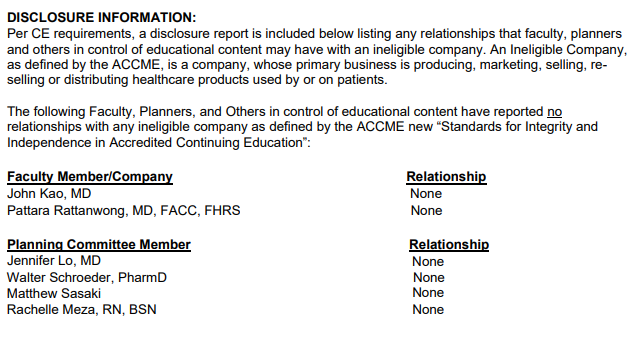 DISCLOSURE INFORMATION:
Per CE requirements, a disclosure report is included below listing any relationships that faculty, planners
and others in control of educational content may have with an ineligible company. An Ineligible Company,
as defined by the ACCME, is a company, whose primary business is producing, marketing, selling, re-
selling or distributing healthcare products used by or on patients.
The following Faculty, Planners, and Others in control of educational content have reported no
relationships with any ineligible company as defined by the ACCME new “Standards for Integrity and
Independence in Accredited Continuing Education”:
Faculty Member/Company Relationship
John Kao, MD None
Pattara Rattanwong, MD, FACC, FHRS None
Planning Committee Member Relationship
Jennifer Lo, MD None
Walter Schroeder, PharmD None
Matthew Sasaki None
Rachelle Meza, RN, BSN None